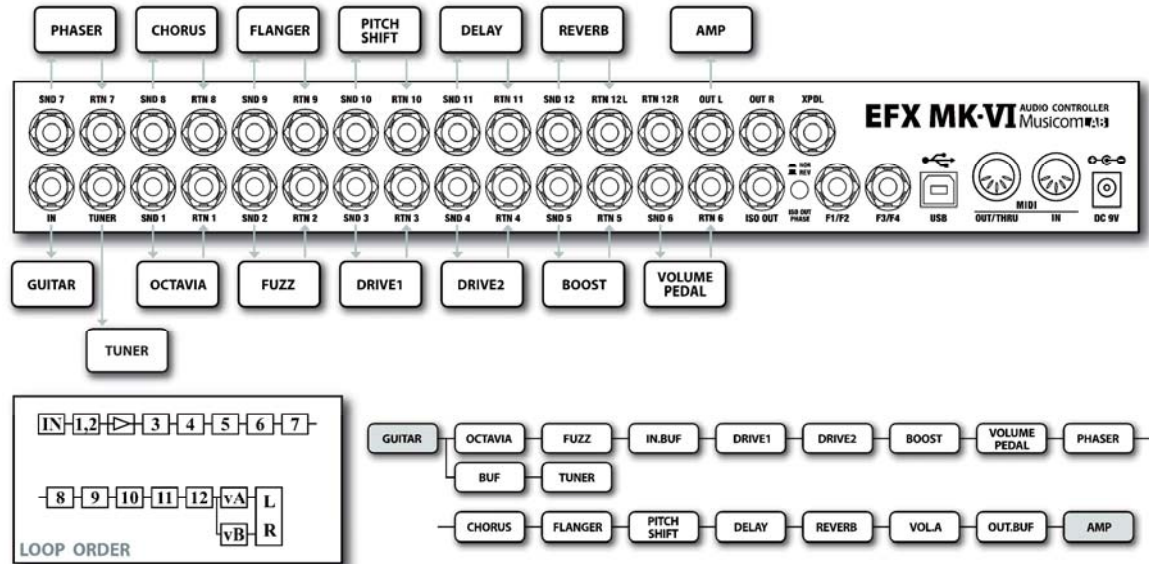 PHASER CHORUS FLANGER PITCH SHIFT DELAY REVERB AMP
SND 7 RTN 7 SND 8 RTN 8 SND 9 RTN 9 SND 10 RTN 10 SND 11 RTN 11 SND 12 RTN 12L RTN 12R OUT L OUT R XPDL
EFX MK-VI AUDIO CONTROLLER
Musicom AB
NOR
REV
IN TUNER SND 1 RTN 1 SND 2 RTN 2 SND 3 RTN 3 SND 4 RTN 4 SND 5 RTN 5 SND 6 RTN 6 ISO OUT ISO OUT PHASE F1/F2 F3/F4 USB OUT/THRU MIDI IN DC 9V
GUITAR OCTAVIA FUZZ DRIVE1 DRIVE2 BOOST VOLUME PEDAL
TUNER
IN 1,2 3 4 5 6 7
8 9 10 11 12 vA L
vB R
LOOP ORDER
GUITAR OCTAVIA FUZZ IN.BUF DRIVE1 DRIVE2 BOOST VOLUME PEDAL PHASER
BUF TUNER
CHORUS FLANGER PITCH SHIFT DELAY REVERB VOL.A OUT.BUF AMP